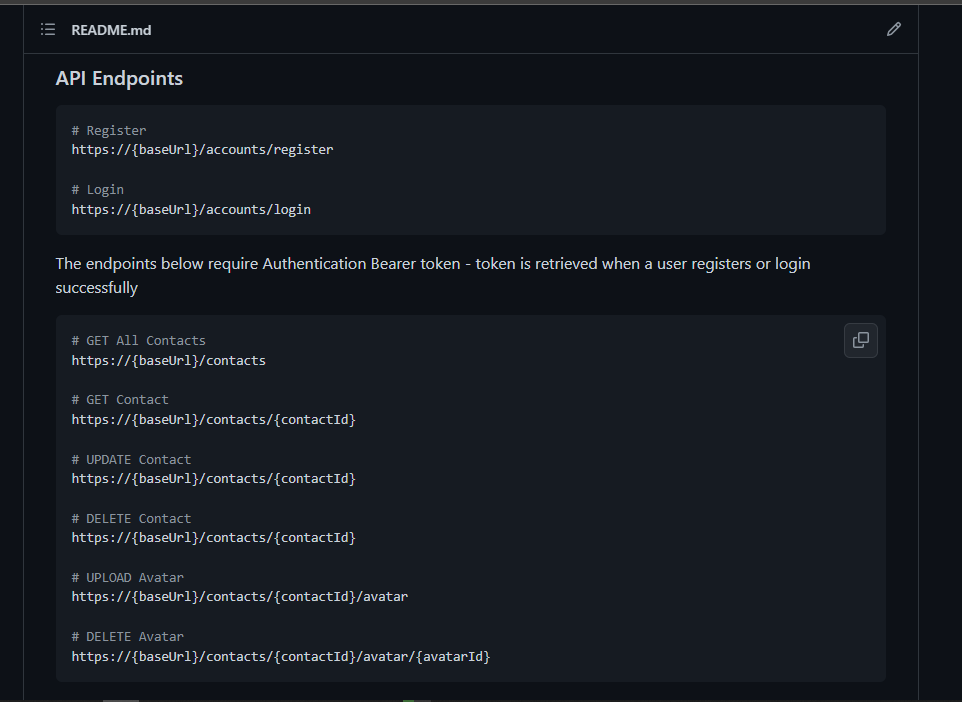 README.md
API Endpoints
# Register
https://{baseUrl}/accounts/register
# Login
https://{baseUrl}/accounts/login
The endpoints below require Authentication Bearer token - token is retrieved when a user registers or login
successfully
# GET All Contacts
https://{baseUrl}/contacts
# GET Contact
https://{baseUrl}/contacts/{contactId}
# UPDATE Contact
https://{baseUrl}/contacts/{contactId}
# DELETE Contact
https://{baseUrl}/contacts/{contactId}
# UPLOAD Avatar
https://{baseUrl}/contacts/{contactId}/avatar
# DELETE Avatar
https://{baseUrl}/contacts/{contactId}/avatar/{avatarId}